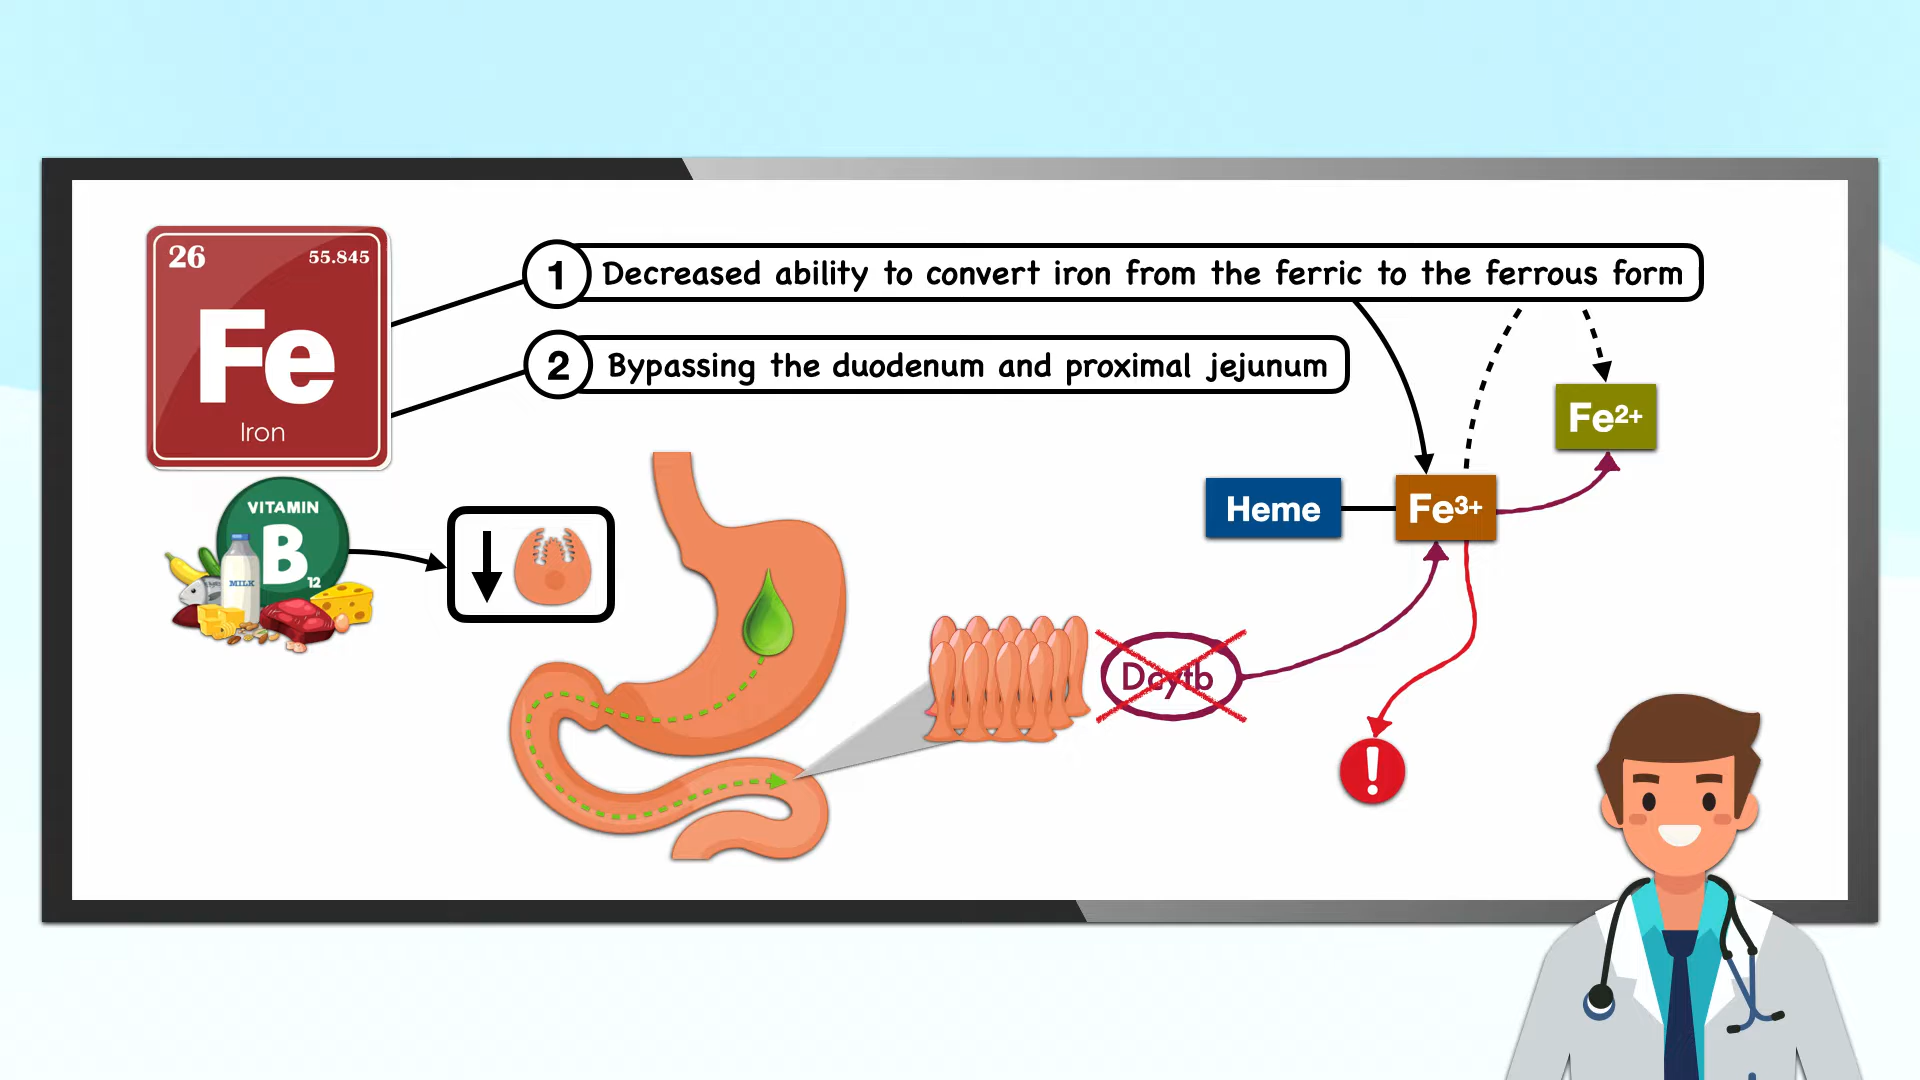 26
55.845
Fe
Iron
1 Decreased ability to convert iron from the ferric to the ferrous form
2 Bypassing the duodenum and proximal jejunum
Fe2+
Heme
Fe3+
VITAMIN
B
12
MILK
Dcytb
!